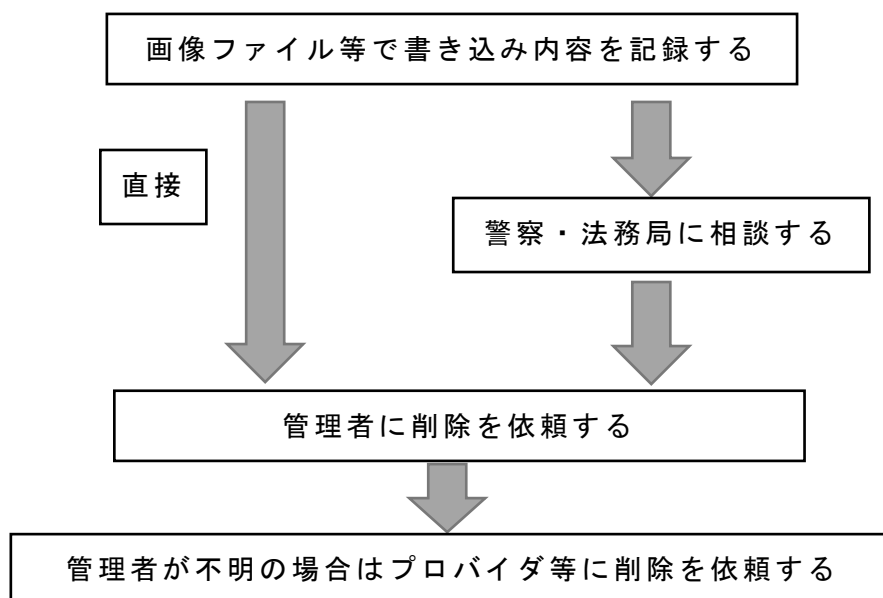 画像ファイル等で書き込み内容を記録する
直接
警察・法務局に相談する
管理者に削除を依頼する
管理者が不明の場合はプロバイダ等に削除を依頼する